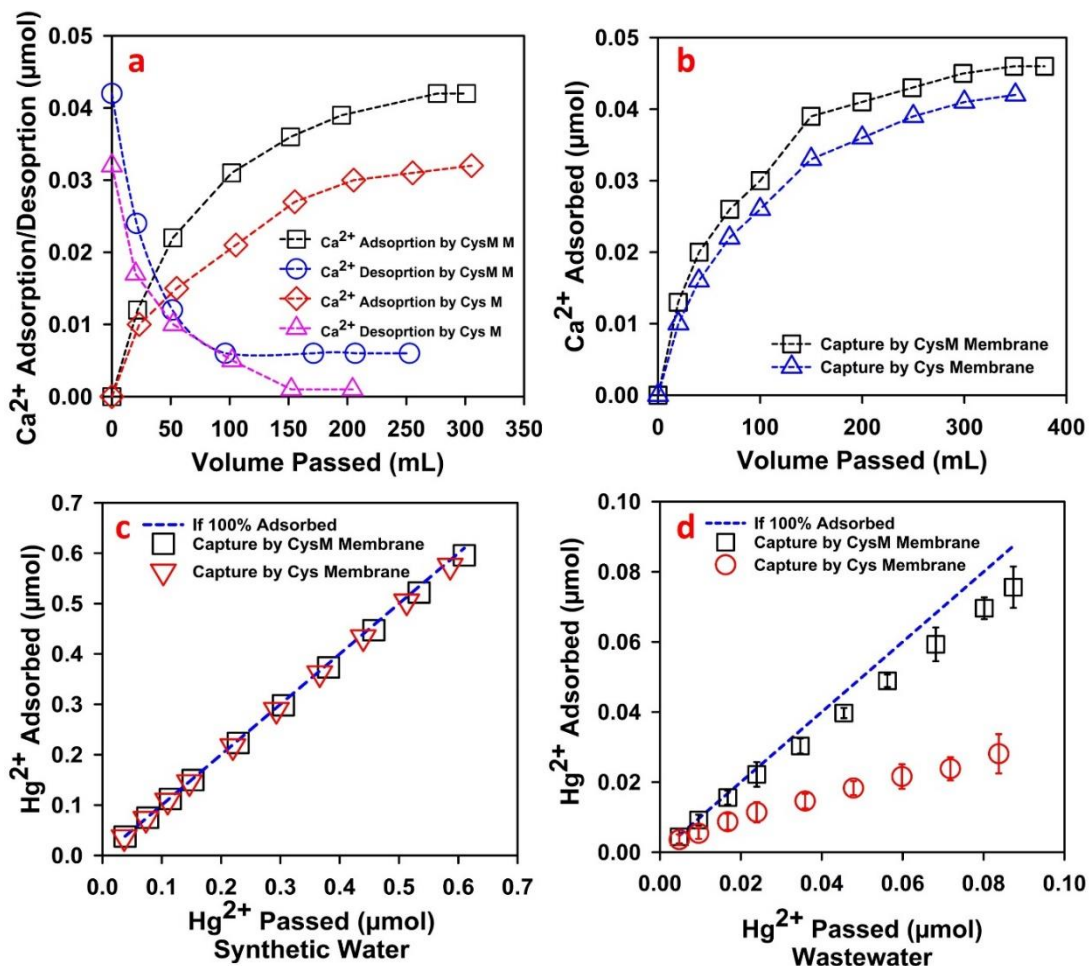 a
Ca2+ Adsorption/Desoprtion (µmol)
0.05
0.04
0.03
0.02
0.01
0.00
Ca2+ Adsoprtion by CysM M
Ca2+ Desoprtion by CysM M
Ca2+ Adsoprtion by Cys M
Ca2+ Desoprtion by Cys M
0 50 100 150 200 250 300 350
Volume Passed (mL)
b
Ca2+ Adsorbed (µmol)
0.05
0.04
0.03
0.02
0.01
0.00
Capture by CysM Membrane
Capture by Cys Membrane
0 100 200 300 400
Volume Passed (mL)
c
Hg2+ Adsorbed (µmol)
0.7
0.6
0.5
0.4
0.3
0.2
0.1
0.0
If 100% Adsorbed
Capture by CysM Membrane
Capture by Cys Membrane
0.0 0.1 0.2 0.3 0.4 0.5 0.6 0.7
Hg2+ Passed (µmol)
Synthetic Water
d
Hg2+ Adsorbed (µmol)
0.10
0.08
0.06
0.04
0.02
0.00
If 100% Adsorbed
Capture by CysM Membrane
Capture by Cys Membrane
0.00 0.02 0.04 0.06 0.08 0.10
Hg2+ Passed (µmol)
Wastewater